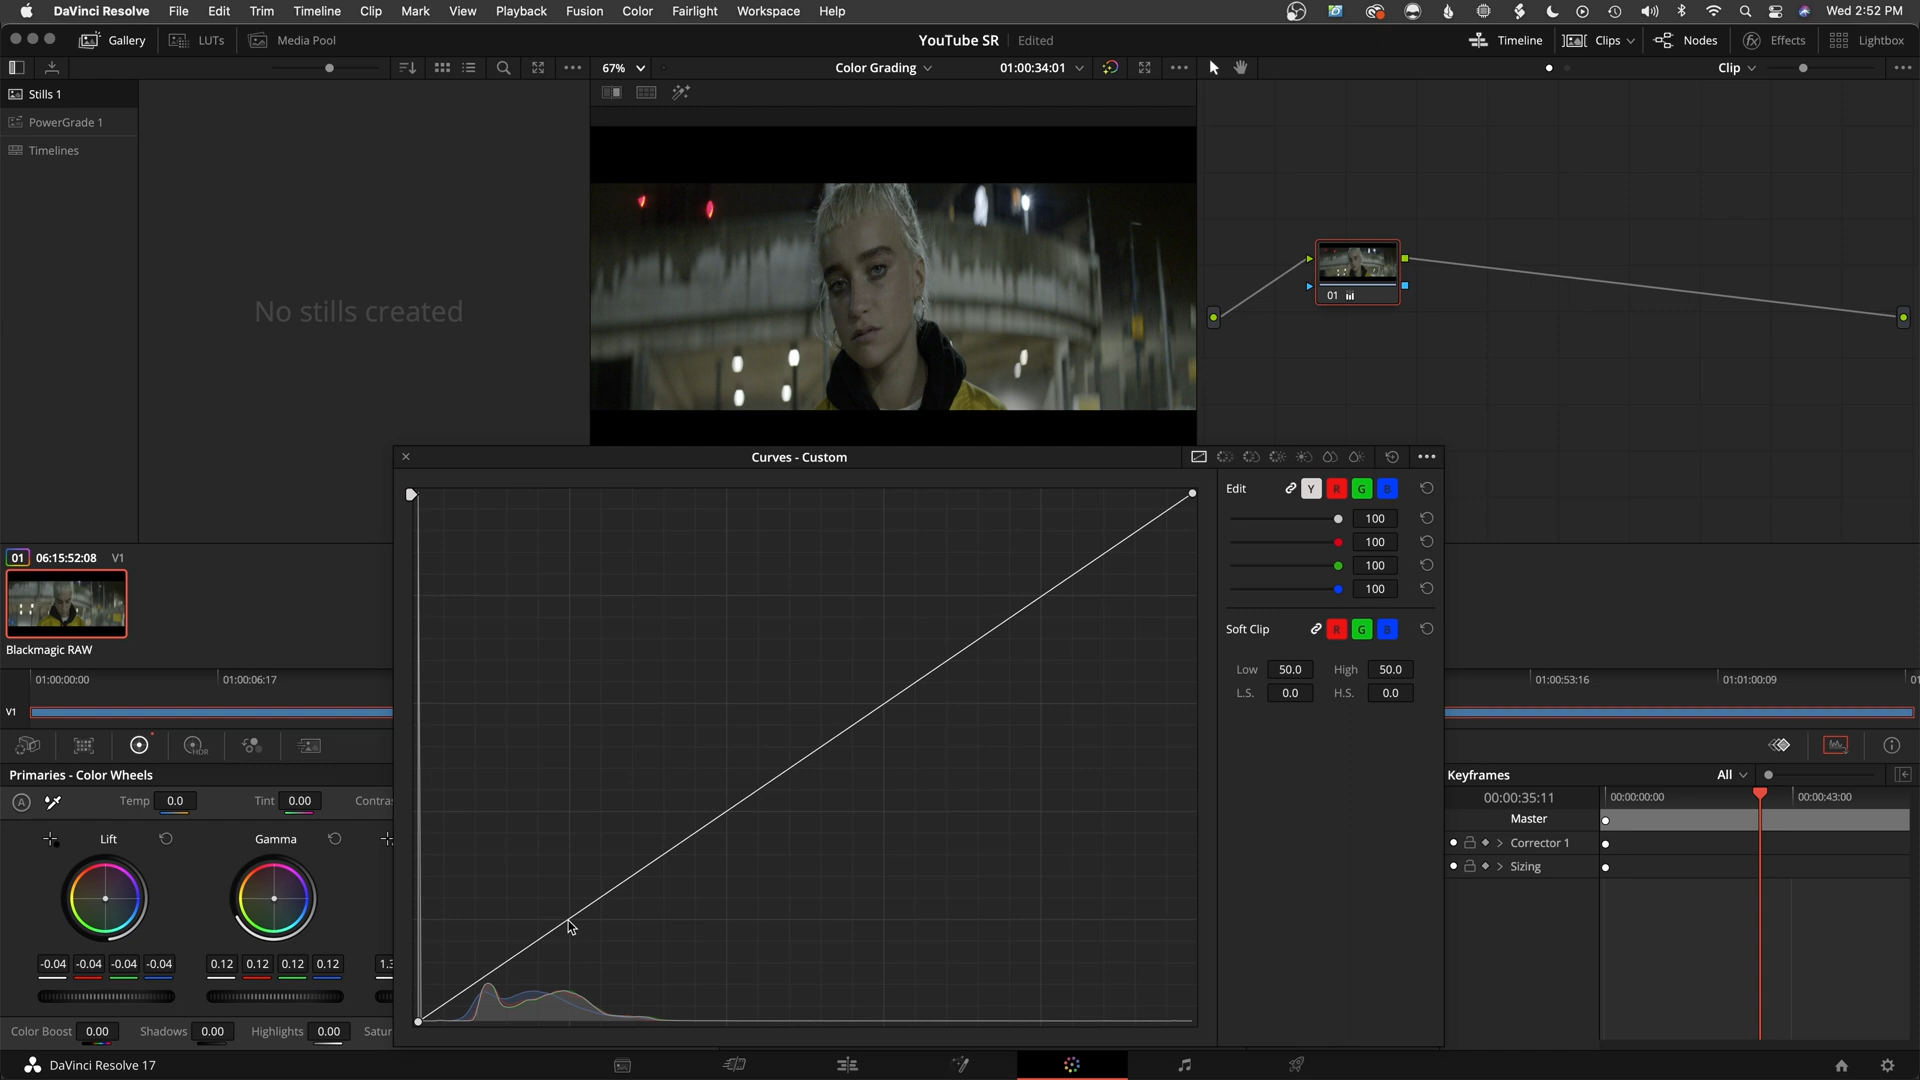 DaVinci Resolve File Edit Trim Timeline Clip Mark View Playback Fusion Color Fairlight Workspace Help Wed 2:52 PM
Gallery LUTs Media Pool YouTube SR Edited Timeline Clips Nodes Effects Lightbox
67% Color Grading 01:00:34:01 Clip
Stills 1
PowerGrade 1
Timelines
No stills created
01
Curves - Custom
Edit Y R G B
100
100
100
100
Soft Clip R G B
Low 50.0 High 50.0
L.S. 0.0 H.S. 0.0
01 06:15:52:08 V1
Blackmagic RAW
01:00:00:00 01:00:06:17 01:00:53:16 01:01:00:09 01
V1
HDR
Primaries - Color Wheels
Keyframes All
A Temp 0.0 Tint 0.00 Contra
00:00:35:11 00:00:00:00 00:00:43:00
Master
Lift Gamma
Corrector 1
Sizing
-0.04 -0.04 -0.04 -0.04 0.12 0.12 0.12 0.12 1.3
Color Boost 0.00 Shadows 0.00 Highlights 0.00 Satur
DaVinci Resolve 17